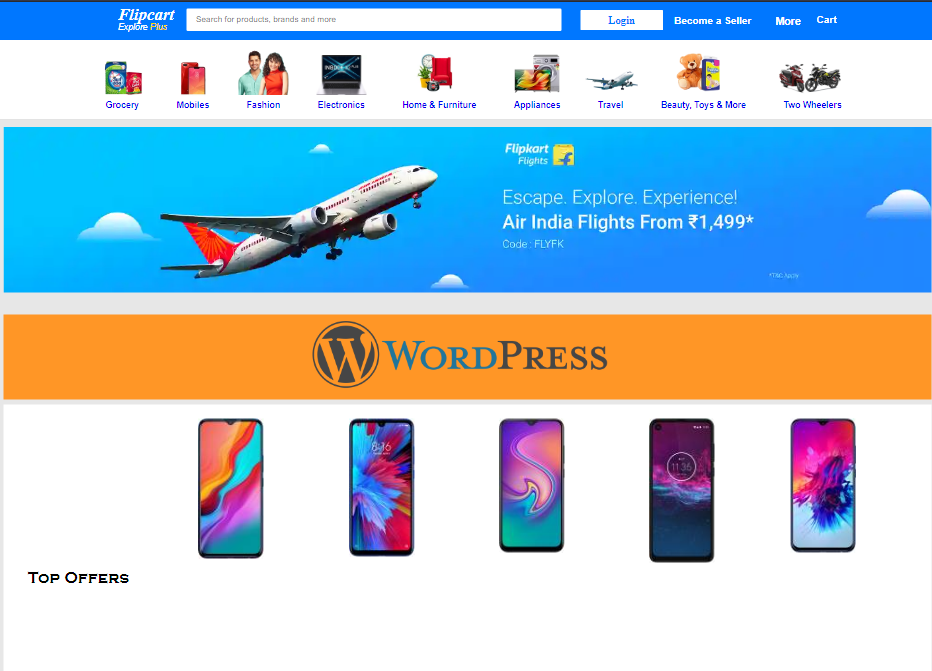 Flipcart
Explore Plus
Search for products, brands and more
Login
Become a Seller
More
Cart
Grocery
Mobiles
Fashion
Electronics
Home & Furniture
Appliances
Travel
Beauty, Toys & More
Two Wheelers
Flipkart
Flights
Escape. Explore. Experience!
Air India Flights From ₹1,499*
Code : FLYFK
*T&C Apply
WORDPRESS
8:16
11:35
TOP OFFERS